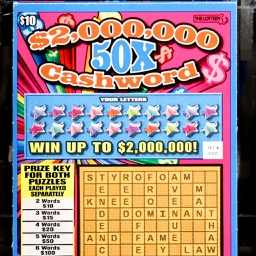 $10
THE LOTTERY
$2,000,000
50X
Cashword
YOUR LETTERS
WIN UP TO $2,000,000!
PRIZE KEY
FOR BOTH
PUZZLES
EACH PLAYED
SEPARATELY
2 Words
$10
3 Words
$15
4 Words
$20
5 Words
$50
6 Words
$100
STYROFOAM
E E R V M
KNEE O E A
D DOMINANT
E F U H
AND FAME A
C Y LAW